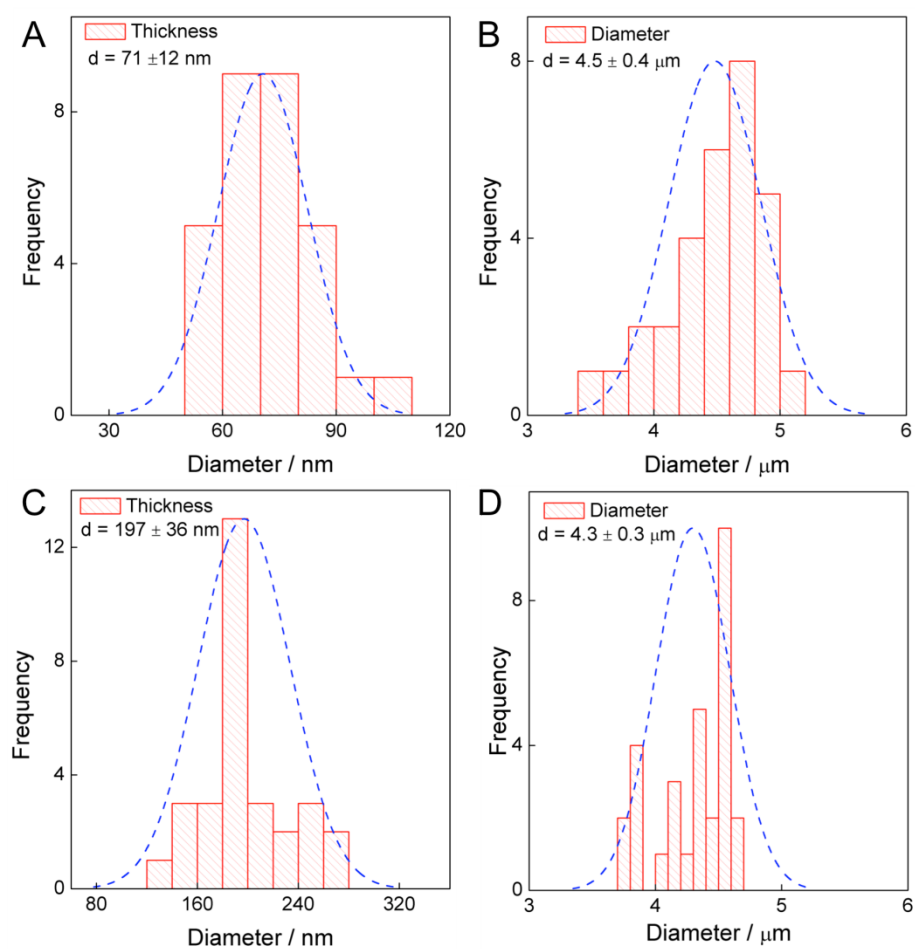 A
Thickness
d = 71 ±12 nm
Frequency
8
4
0
30 60 90 120
Diameter / nm
B
Diameter
d = 4.5 ± 0.4 μm
Frequency
8
4
0
3 4 5 6
Diameter / μm
C
Thickness
d = 197 ± 36 nm
Frequency
12
9
6
3
0
80 160 240 320
Diameter / nm
D
Diameter
d = 4.3 ± 0.3 μm
Frequency
8
4
0
3 4 5 6
Diameter / μm